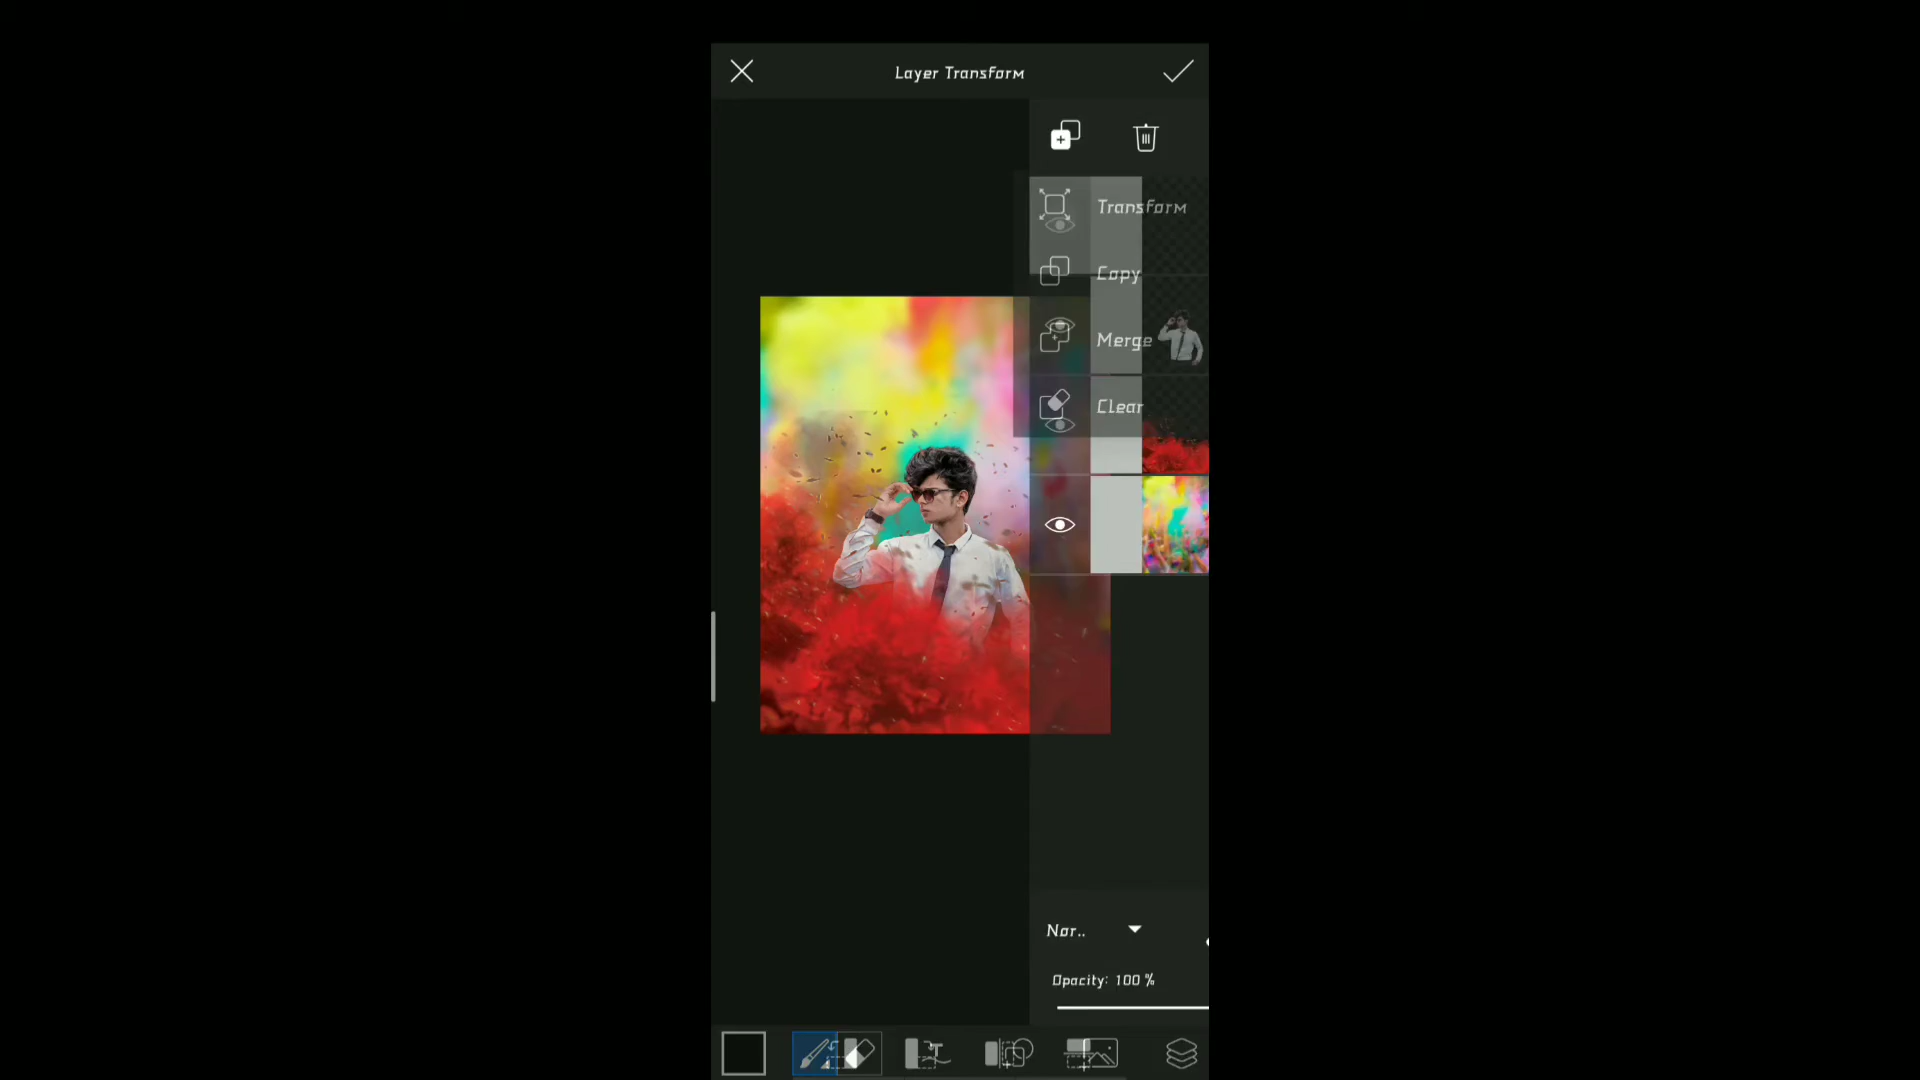 Layer Transform
Transform
Copy
Merge
Clear
Nor..
Opacity: 100 %